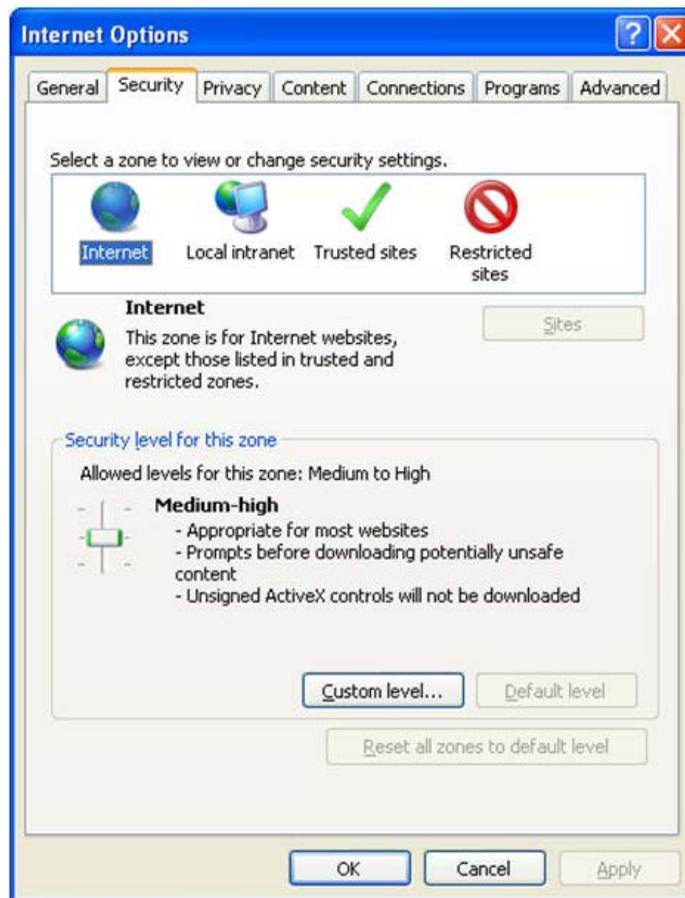 Internet Options
General Security Privacy Content Connections Programs Advanced
Select a zone to view or change security settings.
Internet Local intranet Trusted sites Restricted
sites
Internet
Sites
This zone is for Internet websites,
except those listed in trusted and
restricted zones.
Security level for this zone
Allowed levels for this zone: Medium to High
Medium-high
- Appropriate for most websites
- Prompts before downloading potentially unsafe
content
- Unsigned ActiveX controls will not be downloaded
Custom level... Default level
Reset all zones to default level
OK Cancel Apply